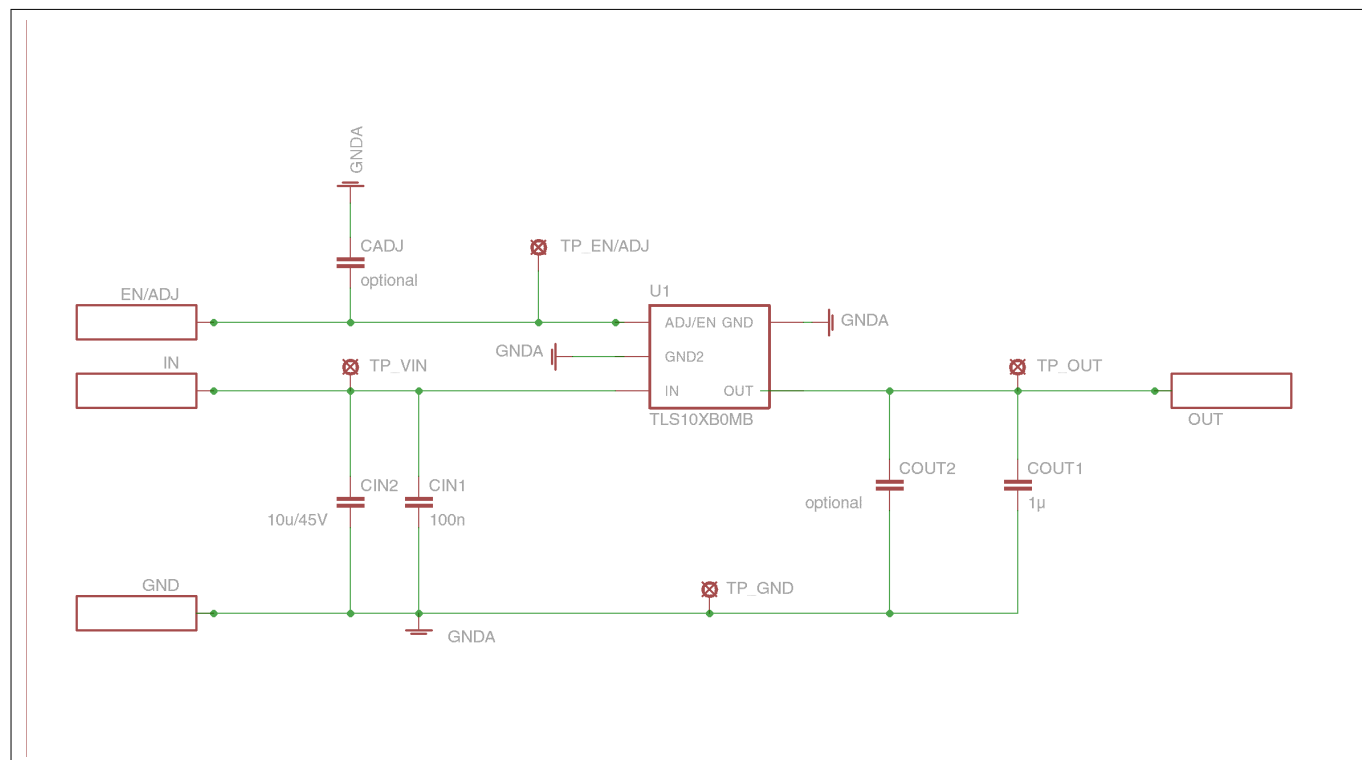 GNDA
CADJ
optional
TP_EN/ADJ
EN/ADJ
U1
ADJ/EN GND
GNDA
GNDA
GND2
IN
TP_VIN
TP_OUT
IN
OUT
TLS10XB0MB
OUT
CIN2
10u/45V
CIN1
100n
COUT2
optional
COUT1
1µ
GND
TP_GND
GNDA